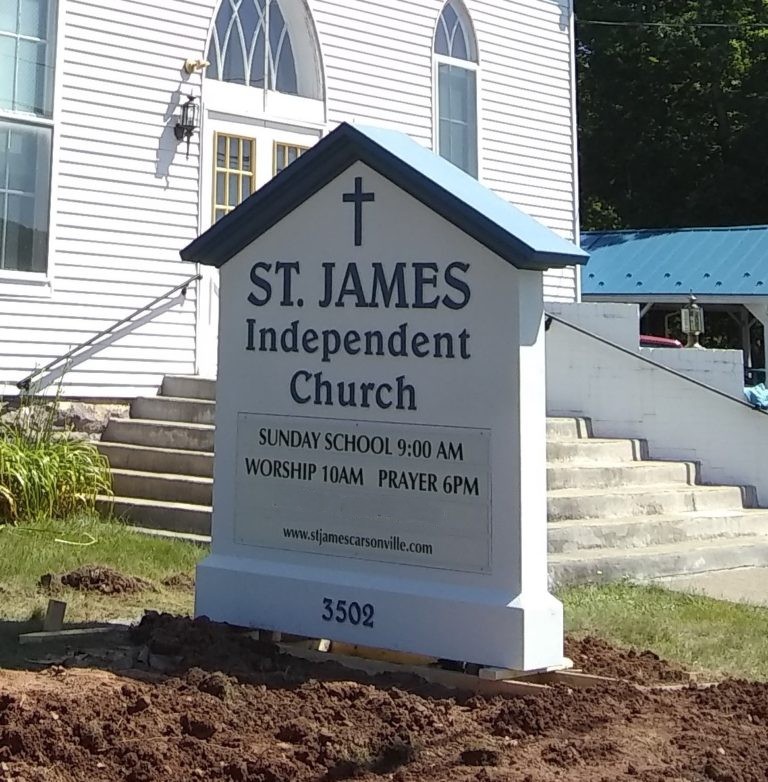 ST. JAMES
Independent
Church
SUNDAY SCHOOL 9:00 AM
WORSHIP 10AM PRAYER 6PM
www.stjamescarsonville.com
3502